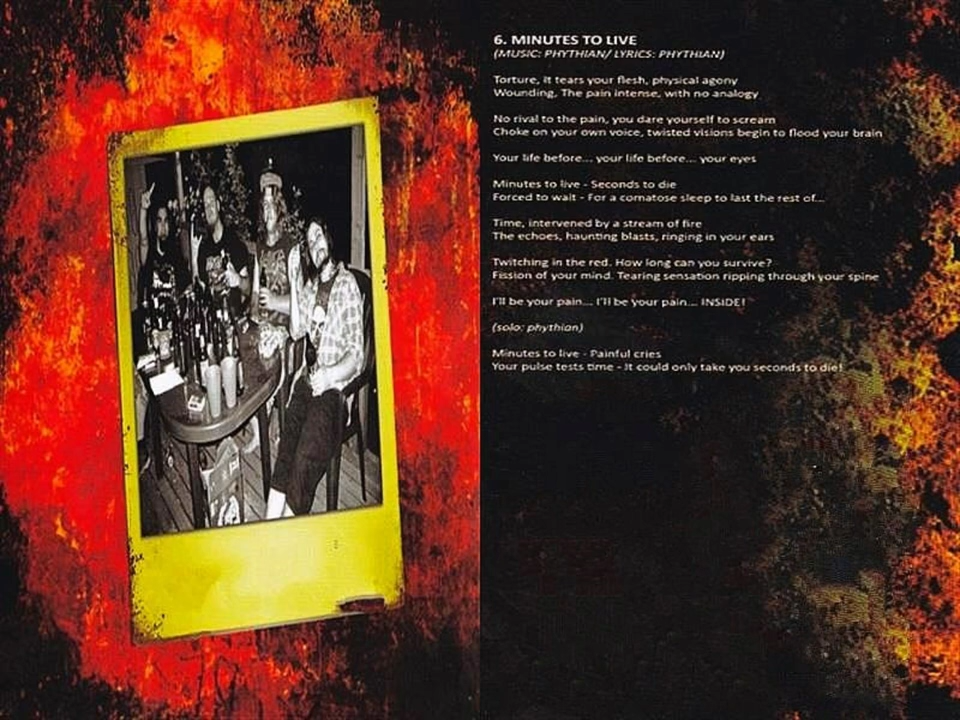 6. MINUTES TO LIVE
(MUSIC: PHYTHIAN/ LYRICS: PHYTHIAN)
Torture, it tears your flesh, physical agony
Wounding, The pain intense, with no analogy
No rival to the pain, you dare yourself to scream
Choke on your own voice, twisted visions begin to flood your brain
Your life before... your life before... your eyes
Minutes to live - Seconds to die
Forced to wait - For a comatose sleep to last the rest of...
Time, intervened by a stream of fire
The echoes, haunting blasts, ringing in your ears
Twitching in the red. How long can you survive?
Fission of your mind. Tearing sensation ripping through your spine
I'll be your pain... I'll be your pain... INSIDE!
(solo: phythian)
Minutes to live - Painful cries
Your pulse tests time - It could only take you seconds to die!